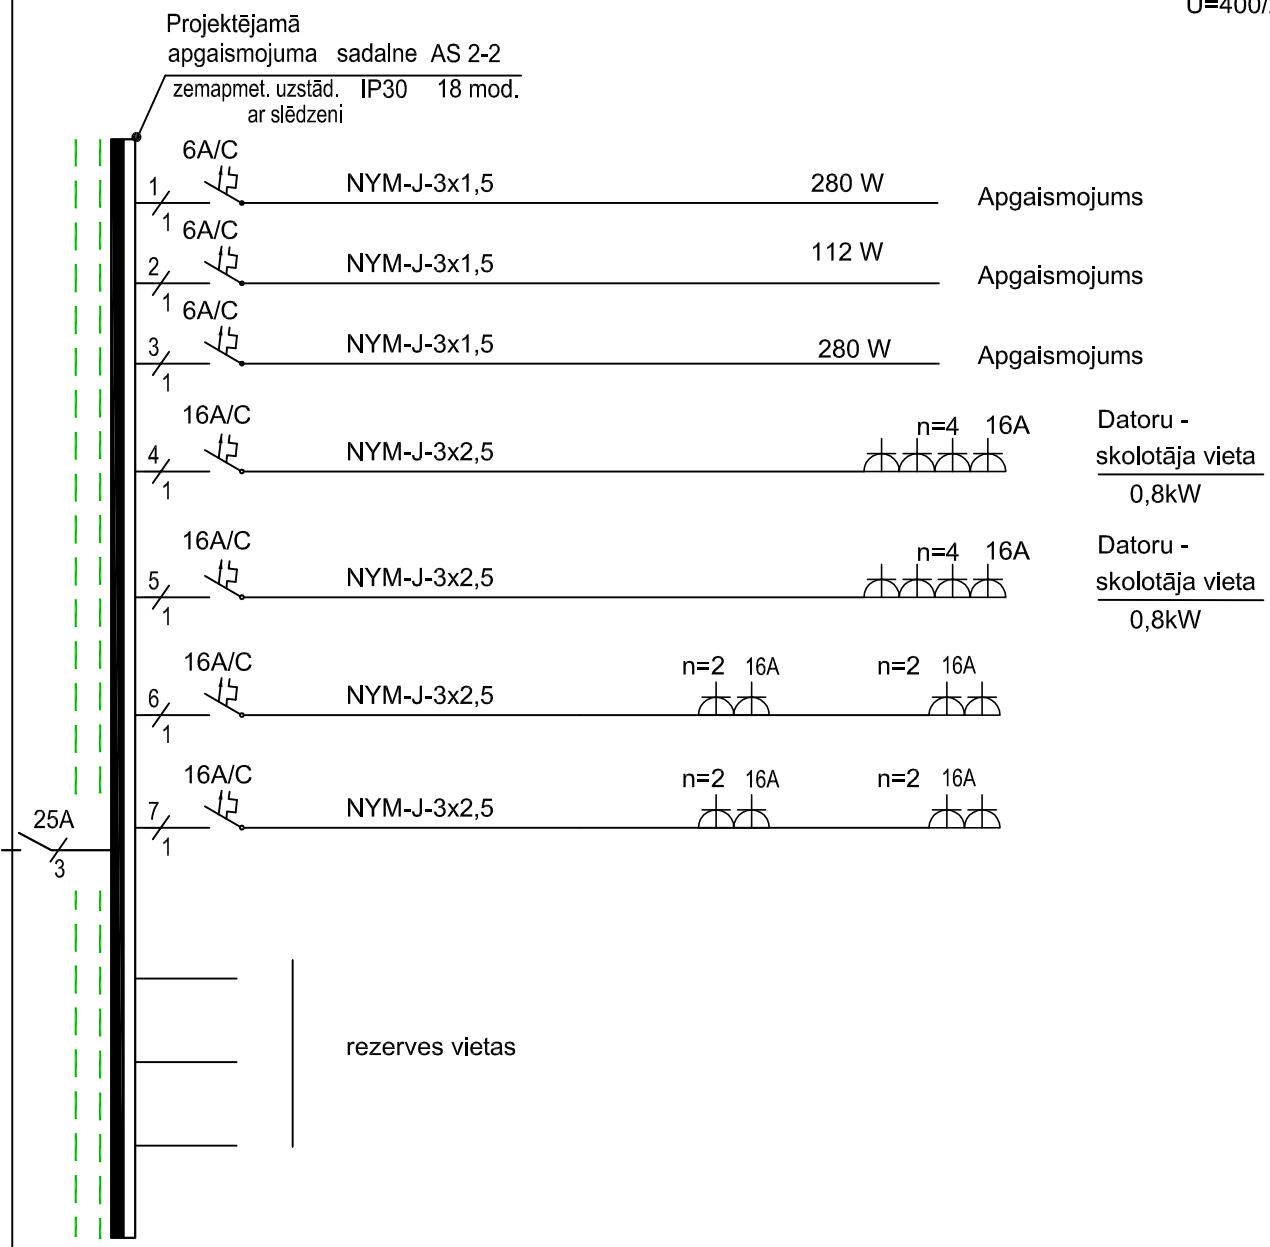 U=400/
Projektējamā
apgaismojuma sadalne AS 2-2
zemapmet. uzstād. IP30 18 mod.
ar slēdzeni
6A/C
1 NYM-J-3x1,5 280 W Apgaismojums
1
6A/C
2 NYM-J-3x1,5 112 W Apgaismojums
1
6A/C
3 NYM-J-3x1,5 280 W Apgaismojums
1
16A/C n=4 16A Datoru -
4 NYM-J-3x2,5 skolotāja vieta
1 0,8kW
16A/C n=4 16A Datoru -
5 NYM-J-3x2,5 skolotāja vieta
1 0,8kW
16A/C n=2 16A n=2 16A
6 NYM-J-3x2,5
1
16A/C n=2 16A n=2 16A
7 NYM-J-3x2,5
1
25A
3
rezerves vietas